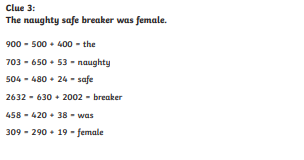 Clue 3:
The naughty safe breaker was female.
900 = 500 + 400 = the
703 = 650 + 53 = naughty
504 = 480 + 24 = safe
2632 = 630 + 2002 = breaker
458 = 420 + 38 = was
309 = 290 + 19 = female